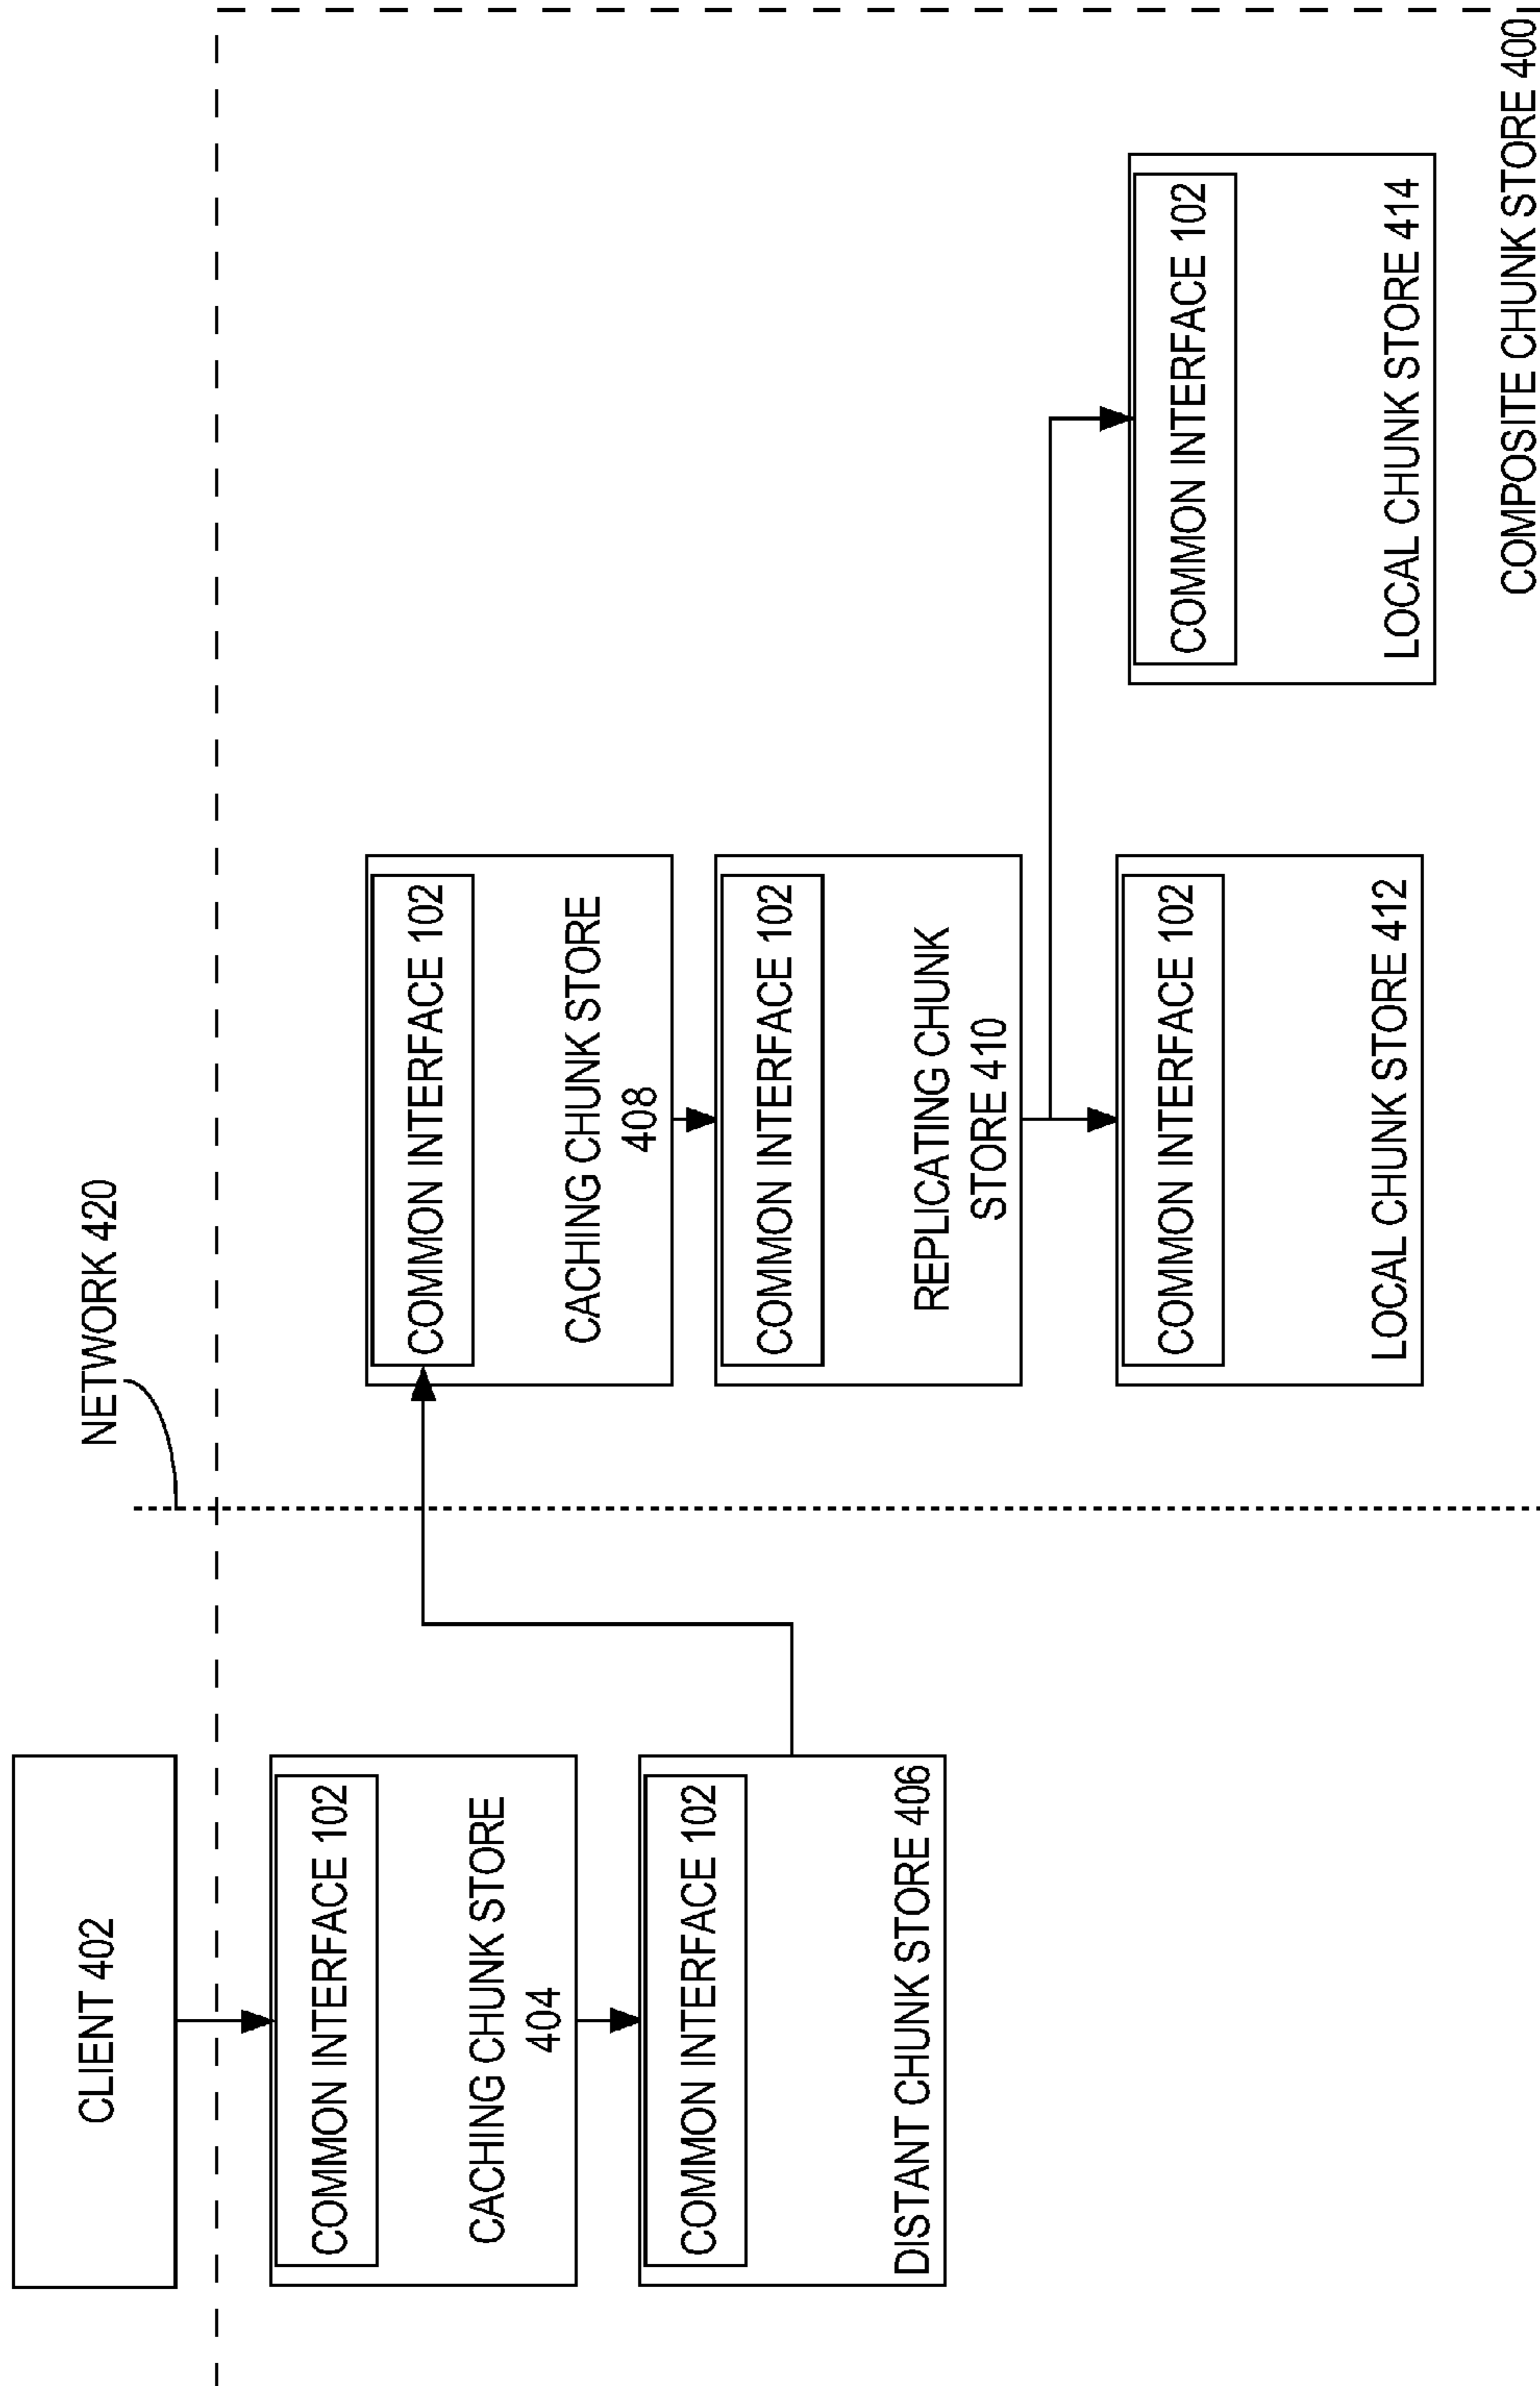 CLIENT 402
NETWORK 420
COMMON INTERFACE 102
CACHING CHUNK STORE
404
COMMON INTERFACE 102
DISTANT CHUNK STORE 406
COMMON INTERFACE 102
CACHING CHUNK STORE
408
COMMON INTERFACE 102
REPLICATING CHUNK
STORE 410
COMMON INTERFACE 102
LOCAL CHUNK STORE 412
COMMON INTERFACE 102
LOCAL CHUNK STORE 414
COMPOSITE CHUNK STORE 400